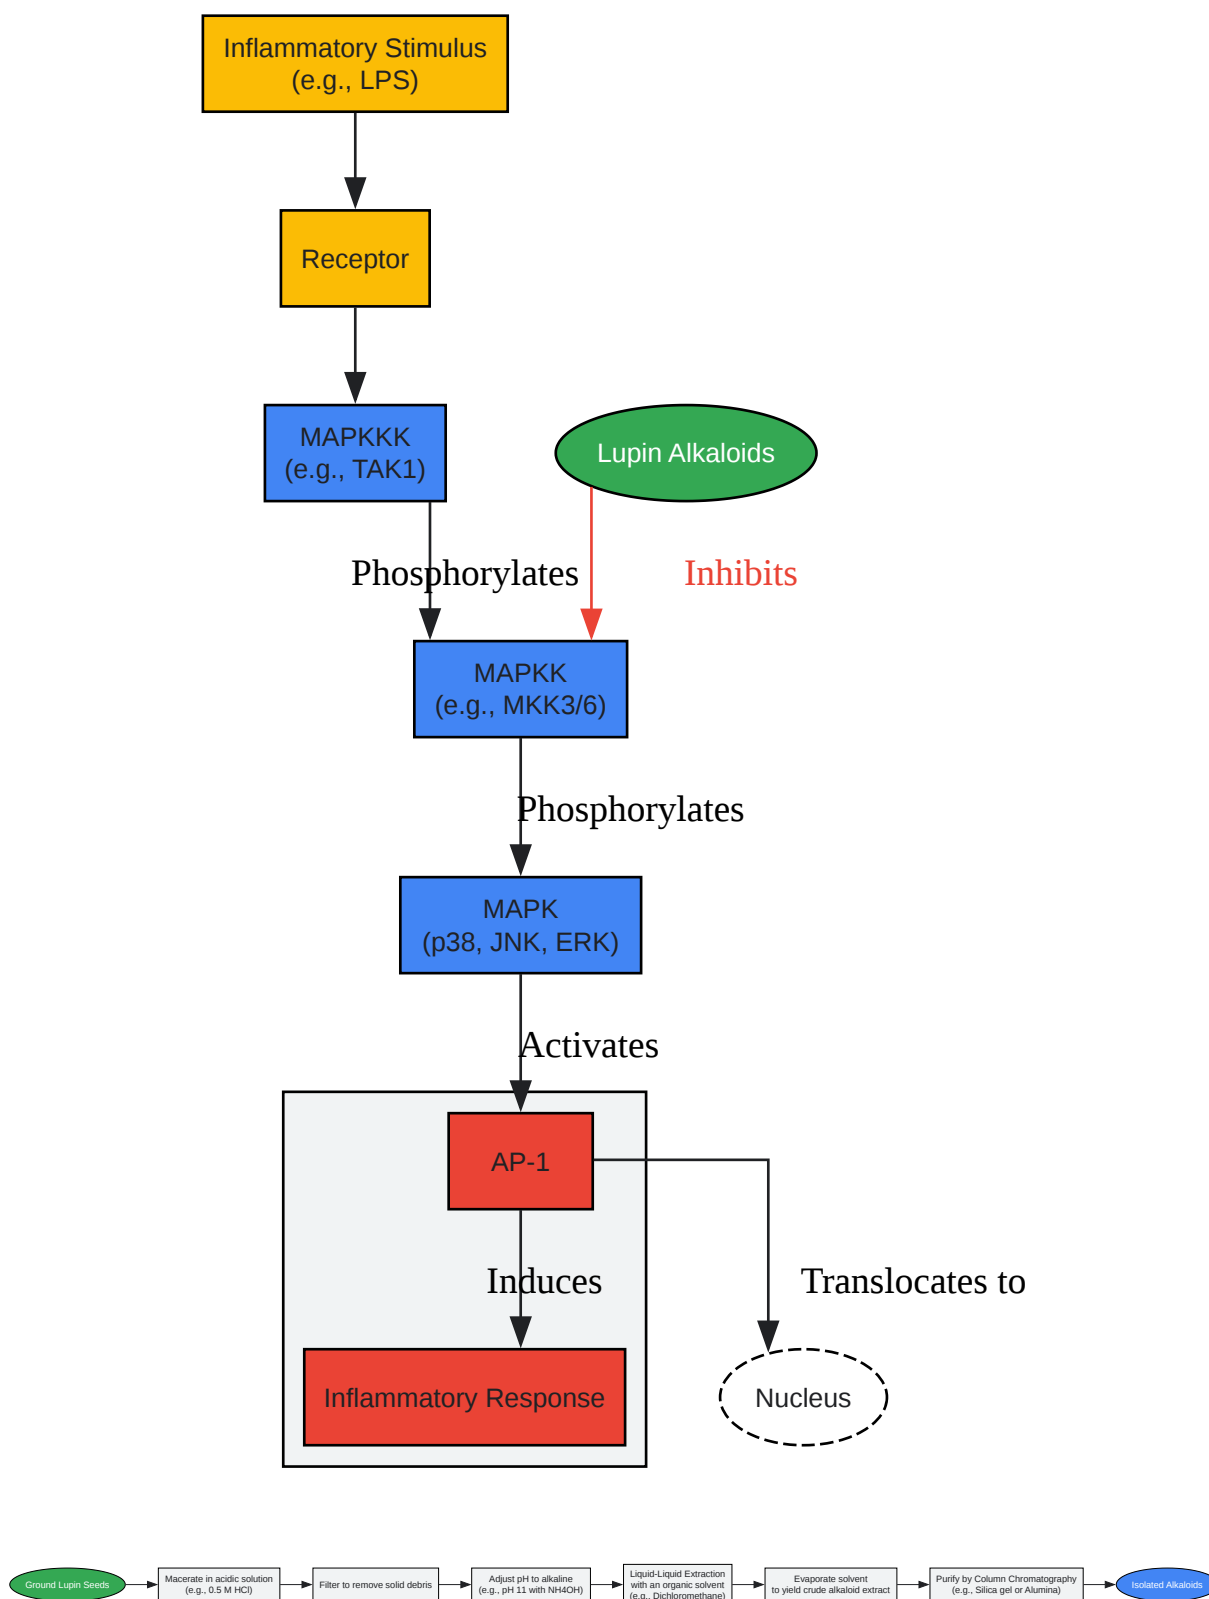 Inflammatory Stimulus
(e.g., LPS)
Receptor
MAPKKK
(e.g., TAK1)
Lupin Alkaloids
Phosphorylates
Inhibits
MAPKK
(e.g., MKK3/6)
Phosphorylates
MAPK
(p38, JNK, ERK)
Activates
AP-1
Induces
Translocates to
Inflammatory Response
Nucleus
Ground Lupin Seeds
Macerate in acidic solution
(e.g., 0.5 M HCl)
Filter to remove solid debris
Adjust pH to alkaline
(e.g., pH 11 with NH4OH)
Liquid-Liquid Extraction
with an organic solvent
(e.g., Dichloromethane)
Evaporate solvent
to yield crude alkaloid extract
Purify by Column Chromatography
(e.g., Silica gel or Alumina)
Isolated Alkaloids